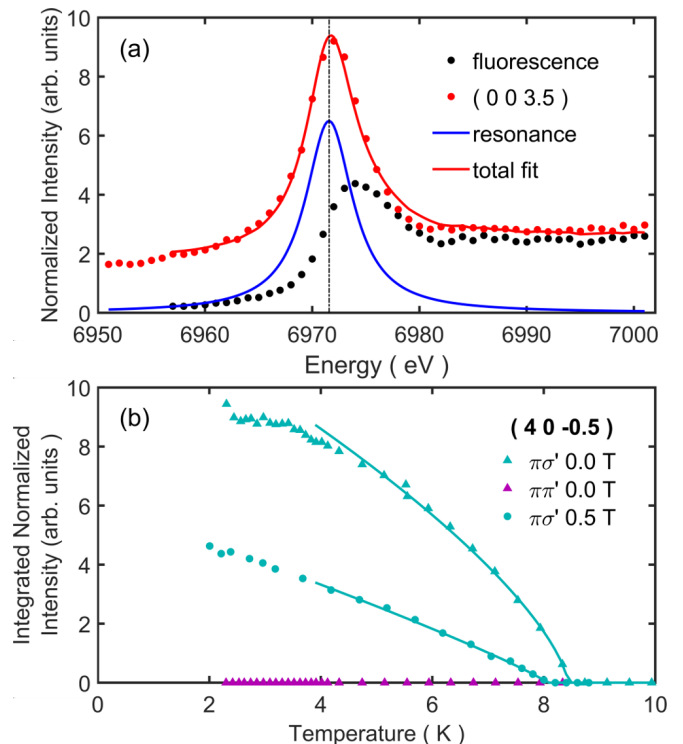 (a)
Normalized Intensity (arb. units)
10
8
6
4
2
0
fluorescence
( 0 0 3.5 )
resonance
total fit
6950 6960 6970 6980 6990 7000
Energy ( eV )
(b)
Integrated Normalized
Intensity (arb. units )
10
8
6
4
2
0
( 4 0 -0.5 )
πσ' 0.0 T
ππ' 0.0 T
πσ' 0.5 T
0 2 4 6 8 10
Temperature ( K )